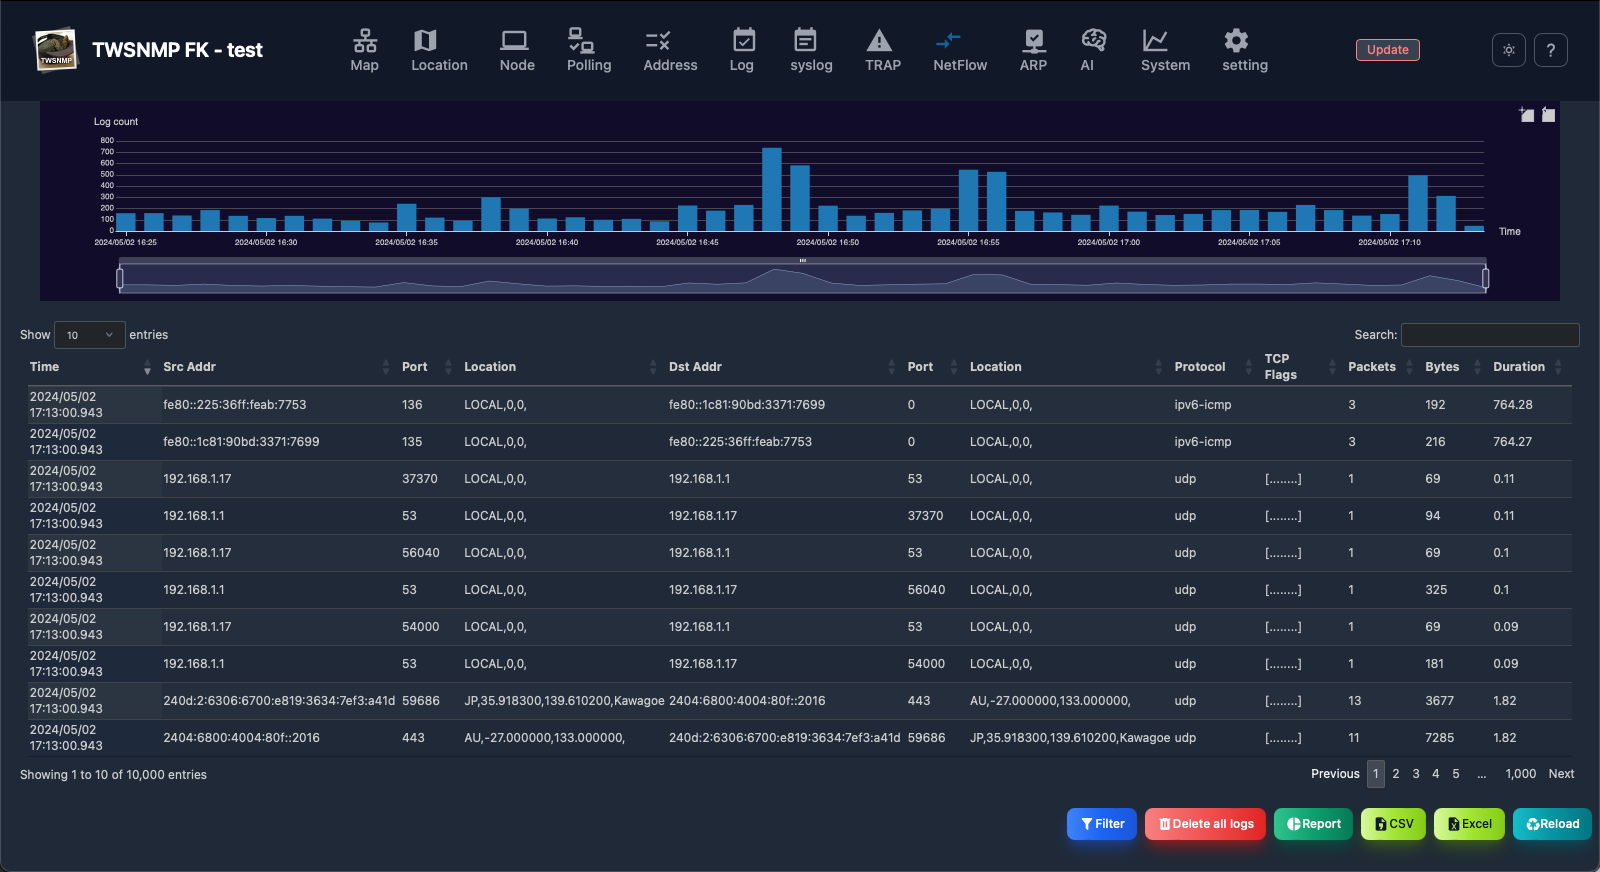 TWSNMP
TWSNMP FK - test
Map
Location
Node
Polling
Address
Log
syslog
TRAP
NetFlow
ARP
AI
System
setting
Update
?
Log count
800
700
600
500
400
300
200
100
0
2024/05/02 16:25
2024/05/02 16:30
2024/05/02 16:35
2024/05/02 16:40
2024/05/02 16:45
2024/05/02 16:50
2024/05/02 16:55
2024/05/02 17:00
2024/05/02 17:05
2024/05/02 17:10
Time
Show 10 entries
Search:
Time Src Addr Port Location Dst Addr Port Location Protocol TCP Flags Packets Bytes Duration
2024/05/02 17:13:00.943 fe80::225:36ff:feab:7753 136 LOCAL,0,0, fe80::1c81:90bd:3371:7699 0 LOCAL,0,0, ipv6-icmp 3 192 764.28
2024/05/02 17:13:00.943 fe80::1c81:90bd:3371:7699 135 LOCAL,0,0, fe80::225:36ff:feab:7753 0 LOCAL,0,0, ipv6-icmp 3 216 764.27
2024/05/02 17:13:00.943 192.168.1.17 37370 LOCAL,0,0, 192.168.1.1 53 LOCAL,0,0, udp [........] 1 69 0.11
2024/05/02 17:13:00.943 192.168.1.1 53 LOCAL,0,0, 192.168.1.17 37370 LOCAL,0,0, udp [........] 1 94 0.11
2024/05/02 17:13:00.943 192.168.1.17 56040 LOCAL,0,0, 192.168.1.1 53 LOCAL,0,0, udp [........] 1 69 0.1
2024/05/02 17:13:00.943 192.168.1.1 53 LOCAL,0,0, 192.168.1.17 56040 LOCAL,0,0, udp [........] 1 325 0.1
2024/05/02 17:13:00.943 192.168.1.17 54000 LOCAL,0,0, 192.168.1.1 53 LOCAL,0,0, udp [........] 1 69 0.09
2024/05/02 17:13:00.943 192.168.1.1 53 LOCAL,0,0, 192.168.1.17 54000 LOCAL,0,0, udp [........] 1 181 0.09
2024/05/02 17:13:00.943 240d:2:6306:6700:e819:3634:7ef3:a41d 59686 JP,35.918300,139.610200,Kawagoe 2404:6800:4004:80f::2016 443 AU,-27.000000,133.000000, udp [........] 13 3677 1.82
2024/05/02 17:13:00.943 2404:6800:4004:80f::2016 443 AU,-27.000000,133.000000, 240d:2:6306:6700:e819:3634:7ef3:a41d 59686 JP,35.918300,139.610200,Kawagoe udp [........] 11 7285 1.82
Showing 1 to 10 of 10,000 entries
Previous 1 2 3 4 5 ... 1,000 Next
Filter
Delete all logs
Report
CSV
Excel
Reload